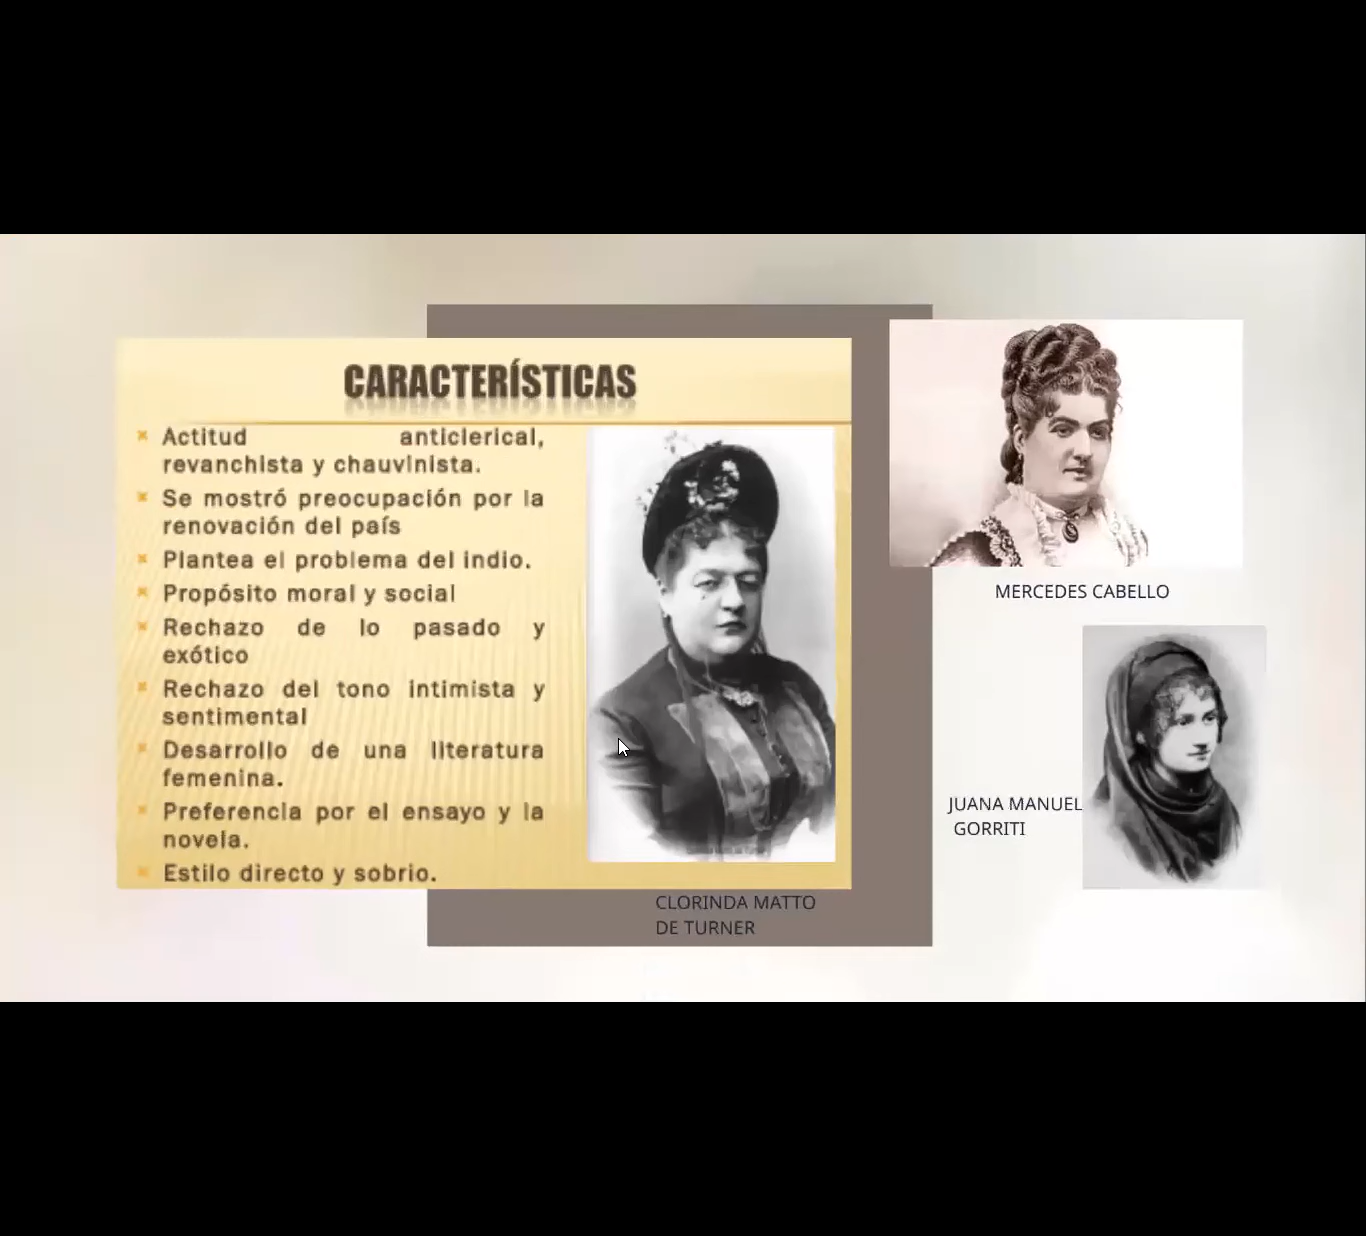 CARACTERÍSTICAS
Actitud anticlerical,
revanchista y chauvinista.
Se mostró preocupación por la
renovación del país
Plantea el problema del indio.
Propósito moral y social
Rechazo de lo pasado y
exótico
Rechazo del tono intimista y
sentimental
Desarrollo de una literatura
femenina.
Preferencia por el ensayo y la
novela.
Estilo directo y sobrio.
CLORINDA MATTO
DE TURNER
MERCEDES CABELLO
JUANA MANUEL
GORRITI